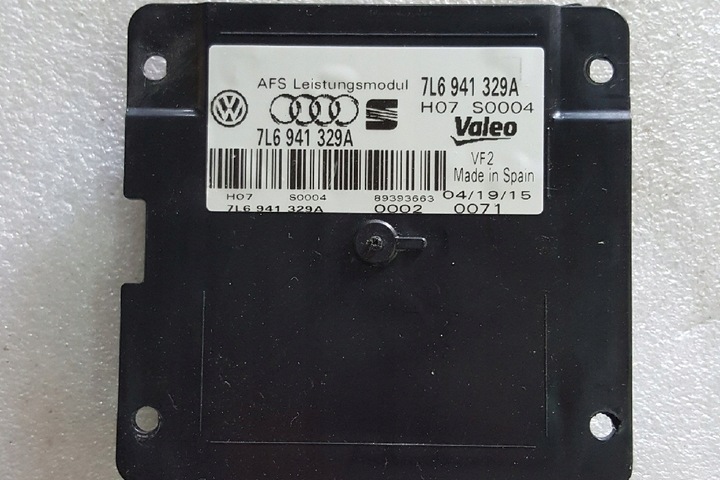 AFS Leistungsmodul
7L6 941 329A
H07 S0004
7L6 941 329A
Valeo
VF2
Made in Spain
04/19/15
H07 S0004 89393663
7L6 941 329A 0002 0071